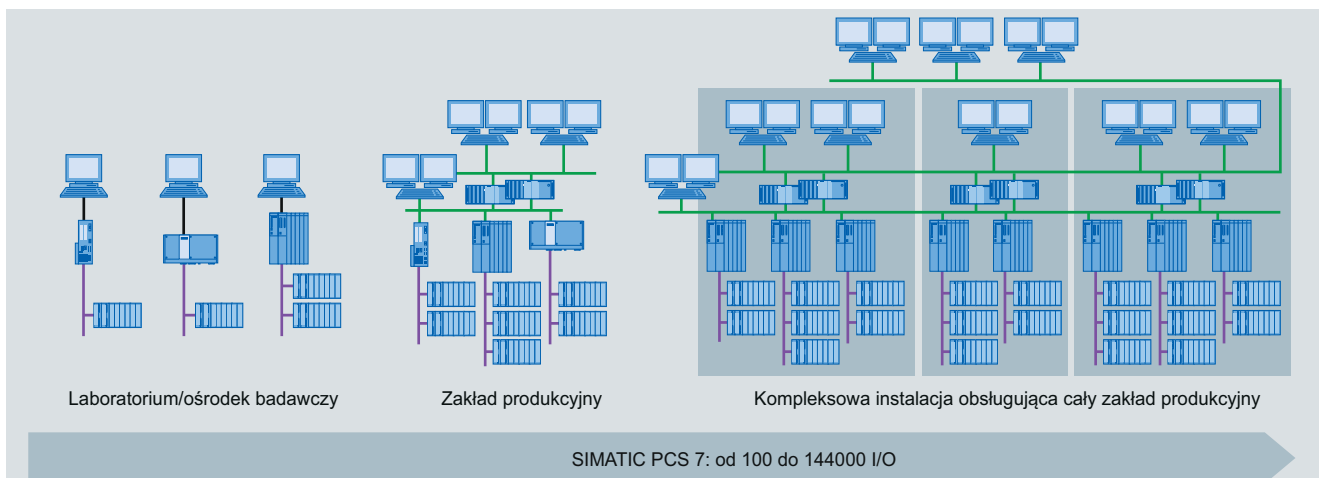 Laboratorium/ośrodek badawczy
Zakład produkcyjny
Kompleksowa instalacja obsługująca cały zakład produkcyjny
SIMATIC PCS 7: od 100 do 144000 I/O